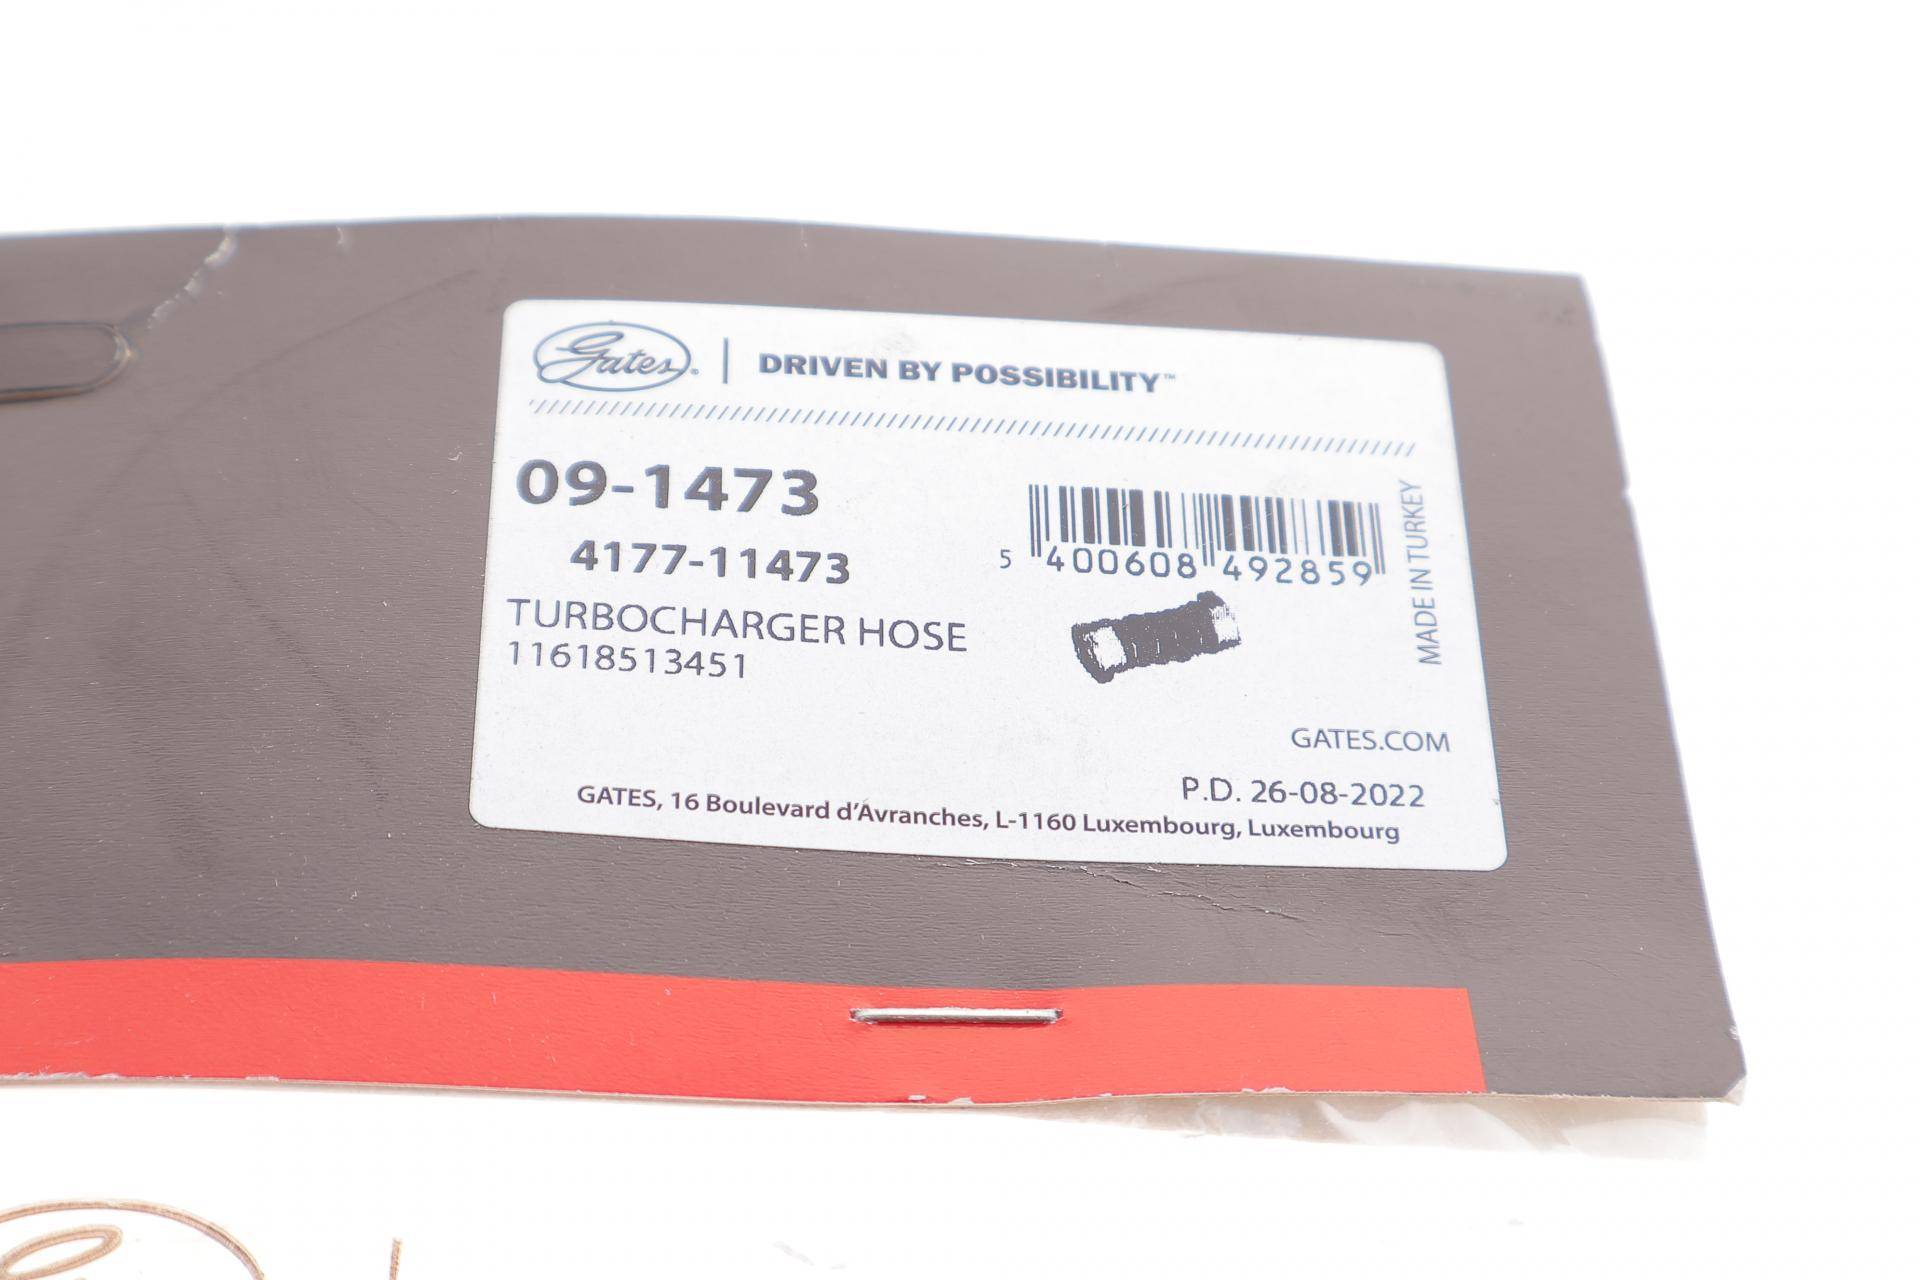 Gates® | DRIVEN BY POSSIBILITY™
09-1473
4177-11473
TURBOCHARGER HOSE
11618513451
5 400608 492859
MADE IN TURKEY
GATES.COM
P.D. 26-08-2022
GATES, 16 Boulevard d'Avranches, L-1160 Luxembourg, Luxembourg